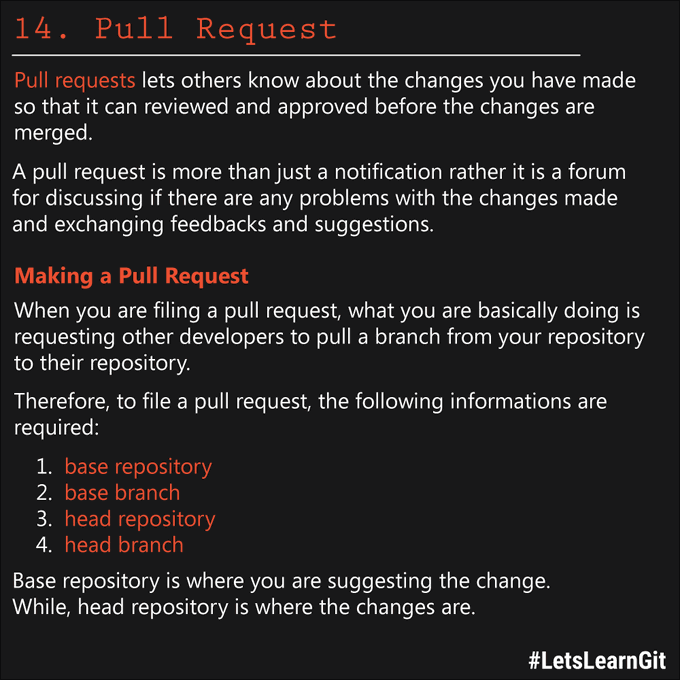 14. Pull Request
Pull requests lets others know about the changes you have made
so that it can reviewed and approved before the changes are
merged.
A pull request is more than just a notification rather it is a forum
for discussing if there are any problems with the changes made
and exchanging feedbacks and suggestions.
Making a Pull Request
When you are filing a pull request, what you are basically doing is
requesting other developers to pull a branch from your repository
to their repository.
Therefore, to file a pull request, the following informations are
required:
1. base repository
2. base branch
3. head repository
4. head branch
Base repository is where you are suggesting the change.
While, head repository is where the changes are.
#LetsLearnGit